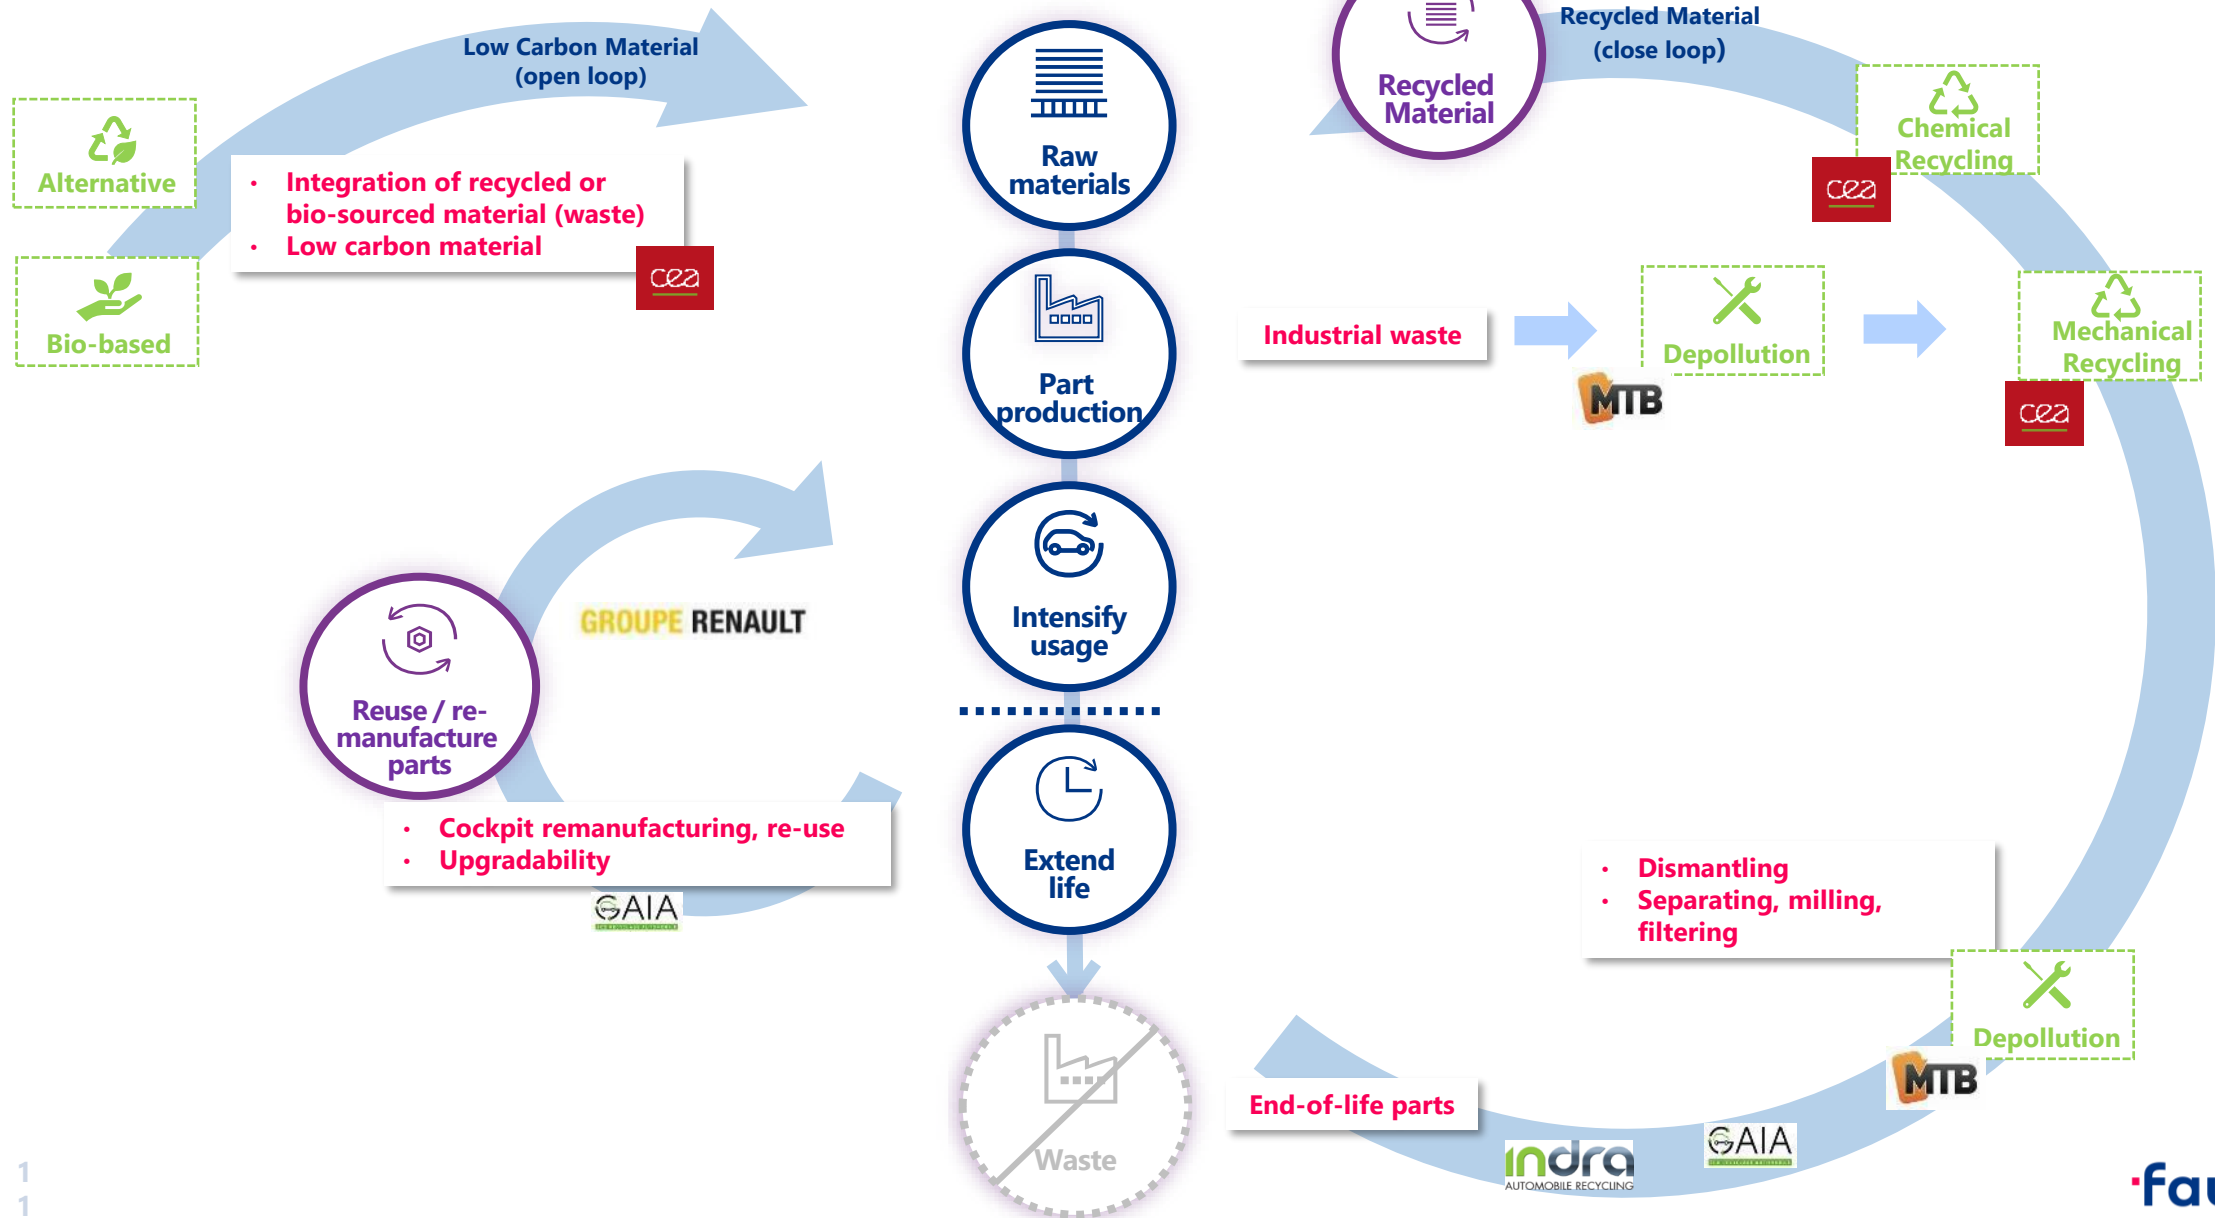 Low Carbon Material
(open loop)
Alternative
Bio-based
• Integration of recycled or
bio-sourced material (waste)
• Low carbon material
cea
Raw
materials
Part
production
Intensify
usage
Extend
life
Waste
Recycled
Material
Recycled Material
(close loop)
Chemical
Recycling
cea
Industrial waste
Depollution
MTB
Mechanical
Recycling
cea
GROUPE RENAULT
Reuse / re-
manufacture
parts
• Cockpit remanufacturing, re-use
• Upgradability
GAIA
• Dismantling
• Separating, milling,
filtering
Depollution
MTB
End-of-life parts
indra
AUTOMOBILE RECYCLING
GAIA
1
1